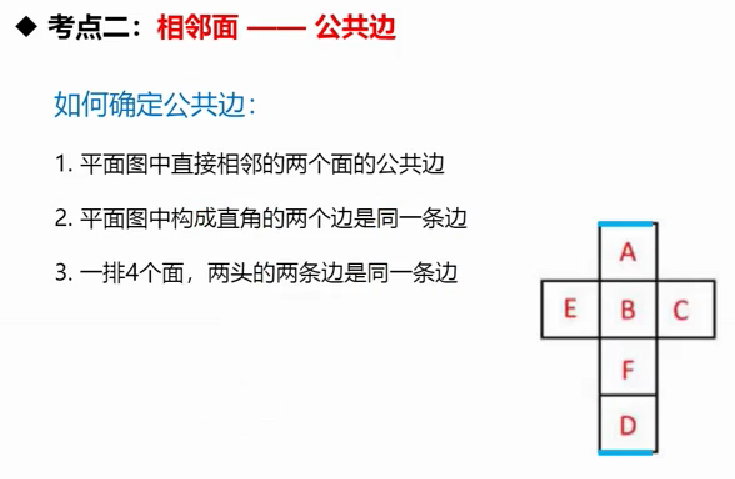 ◆ 考点二：相邻面 —— 公共边
如何确定公共边：
1. 平面图中直接相邻的两个面的公共边
2. 平面图中构成直角的两个边是同一条边
3. 一排4个面，两头的两条边是同一条边
A
E B C
F
D